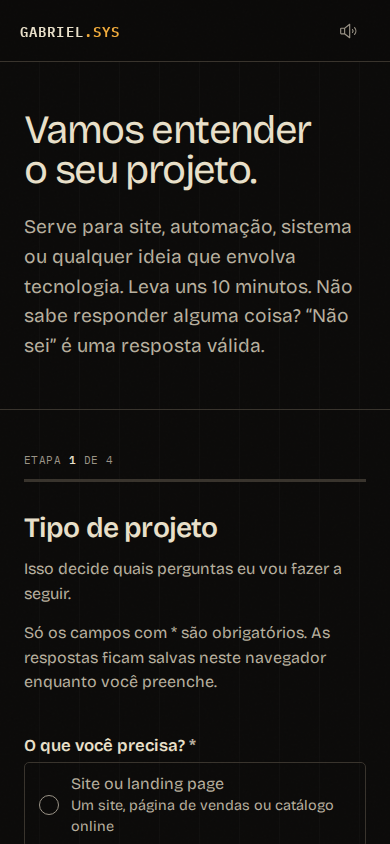 GABRIEL.SYS
Vamos entender
o seu projeto.
Serve para site, automação, sistema
ou qualquer ideia que envolva
tecnologia. Leva uns 10 minutos. Não
sabe responder alguma coisa? “Não
sei” é uma resposta válida.
ETAPA 1 DE 4
Tipo de projeto
Isso decide quais perguntas eu vou fazer a
seguir.
Só os campos com * são obrigatórios. As
respostas ficam salvas neste navegador
enquanto você preenche.
O que você precisa? *
Site ou landing page
Um site, página de vendas ou catálogo
online